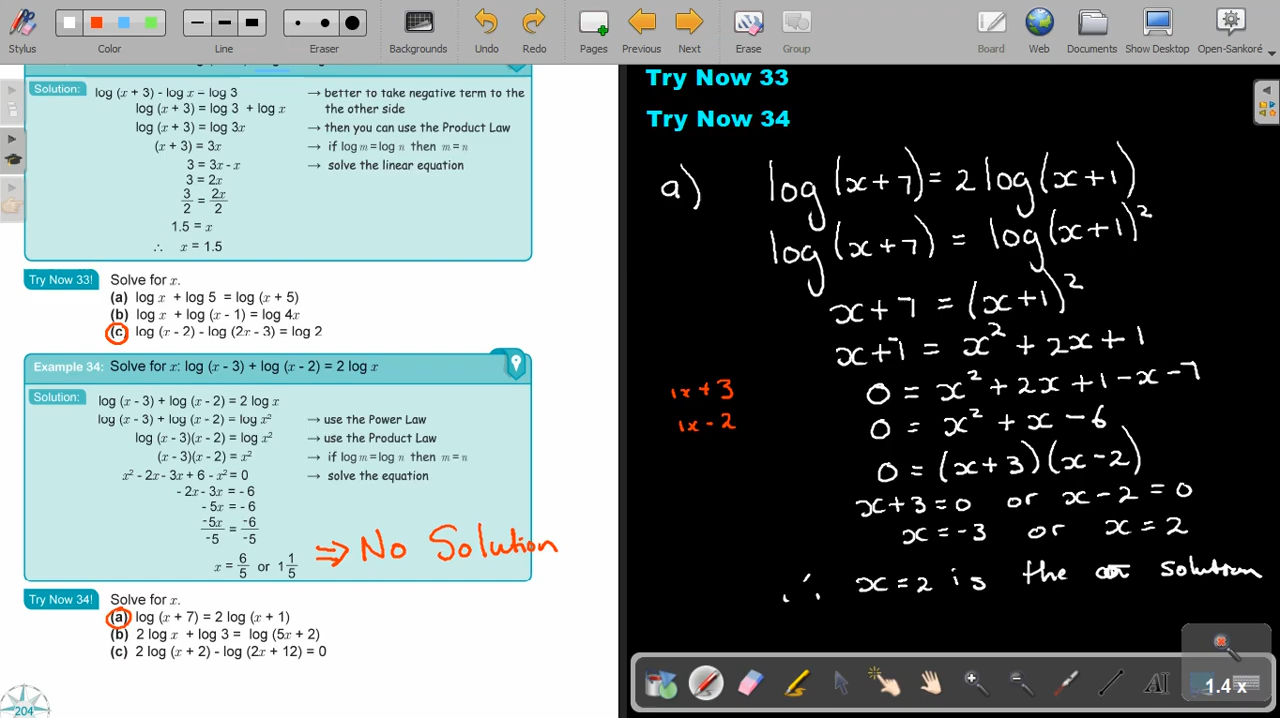 Stylus
Color
Line
Eraser
Backgrounds
Undo
Redo
Pages
Previous
Next
Erase
Group
Board
Web
Documents
Show Desktop
Open-Sankoré
Solution:
log (x + 3) - log x = log 3 → better to take negative term to the
log (x + 3) = log 3 + log x the other side
log (x + 3) = log 3x → then you can use the Product Law
(x + 3) = 3x → if log m = log n then m = n
3 = 3x - x → solve the linear equation
3 = 2x
3/2 = 2x/2
1.5 = x
∴ x = 1.5
Try Now 33! Solve for x.
(a) log x + log 5 = log (x + 5)
(b) log x + log (x - 1) = log 4x
(c) log (x - 2) - log (2x - 3) = log 2
Example 34: Solve for x: log (x - 3) + log (x - 2) = 2 log x
Solution:
log (x - 3) + log (x - 2) = 2 log x
log (x - 3) + log (x - 2) = log x² → use the Power Law
log (x - 3)(x - 2) = log x² → use the Product Law
(x - 3)(x - 2) = x² → if log m = log n then m = n
x² - 2x - 3x + 6 - x² = 0 → solve the equation
- 2x - 3x = - 6
- 5x = - 6
-5x/-5 = -6/-5
x = 6/5 or 1 1/5 ⇒ No Solution
Try Now 34! Solve for x.
(a) log (x + 7) = 2 log (x + 1)
(b) 2 log x + log 3 = log (5x + 2)
(c) 2 log (x + 2) - log (2x + 12) = 0
204
Try Now 33
Try Now 34
a) log(x+7) = 2 log(x+1)
log(x+7) = log(x+1)²
x+7 = (x+1)²
x+7 = x² + 2x + 1
0 = x² + 2x + 1 - x - 7
1x + 3
1x - 2
0 = x² + x - 6
0 = (x+3)(x-2)
x+3 = 0 or x-2 = 0
x = -3 or x = 2
∴ x = 2 is the solution
1.4 x